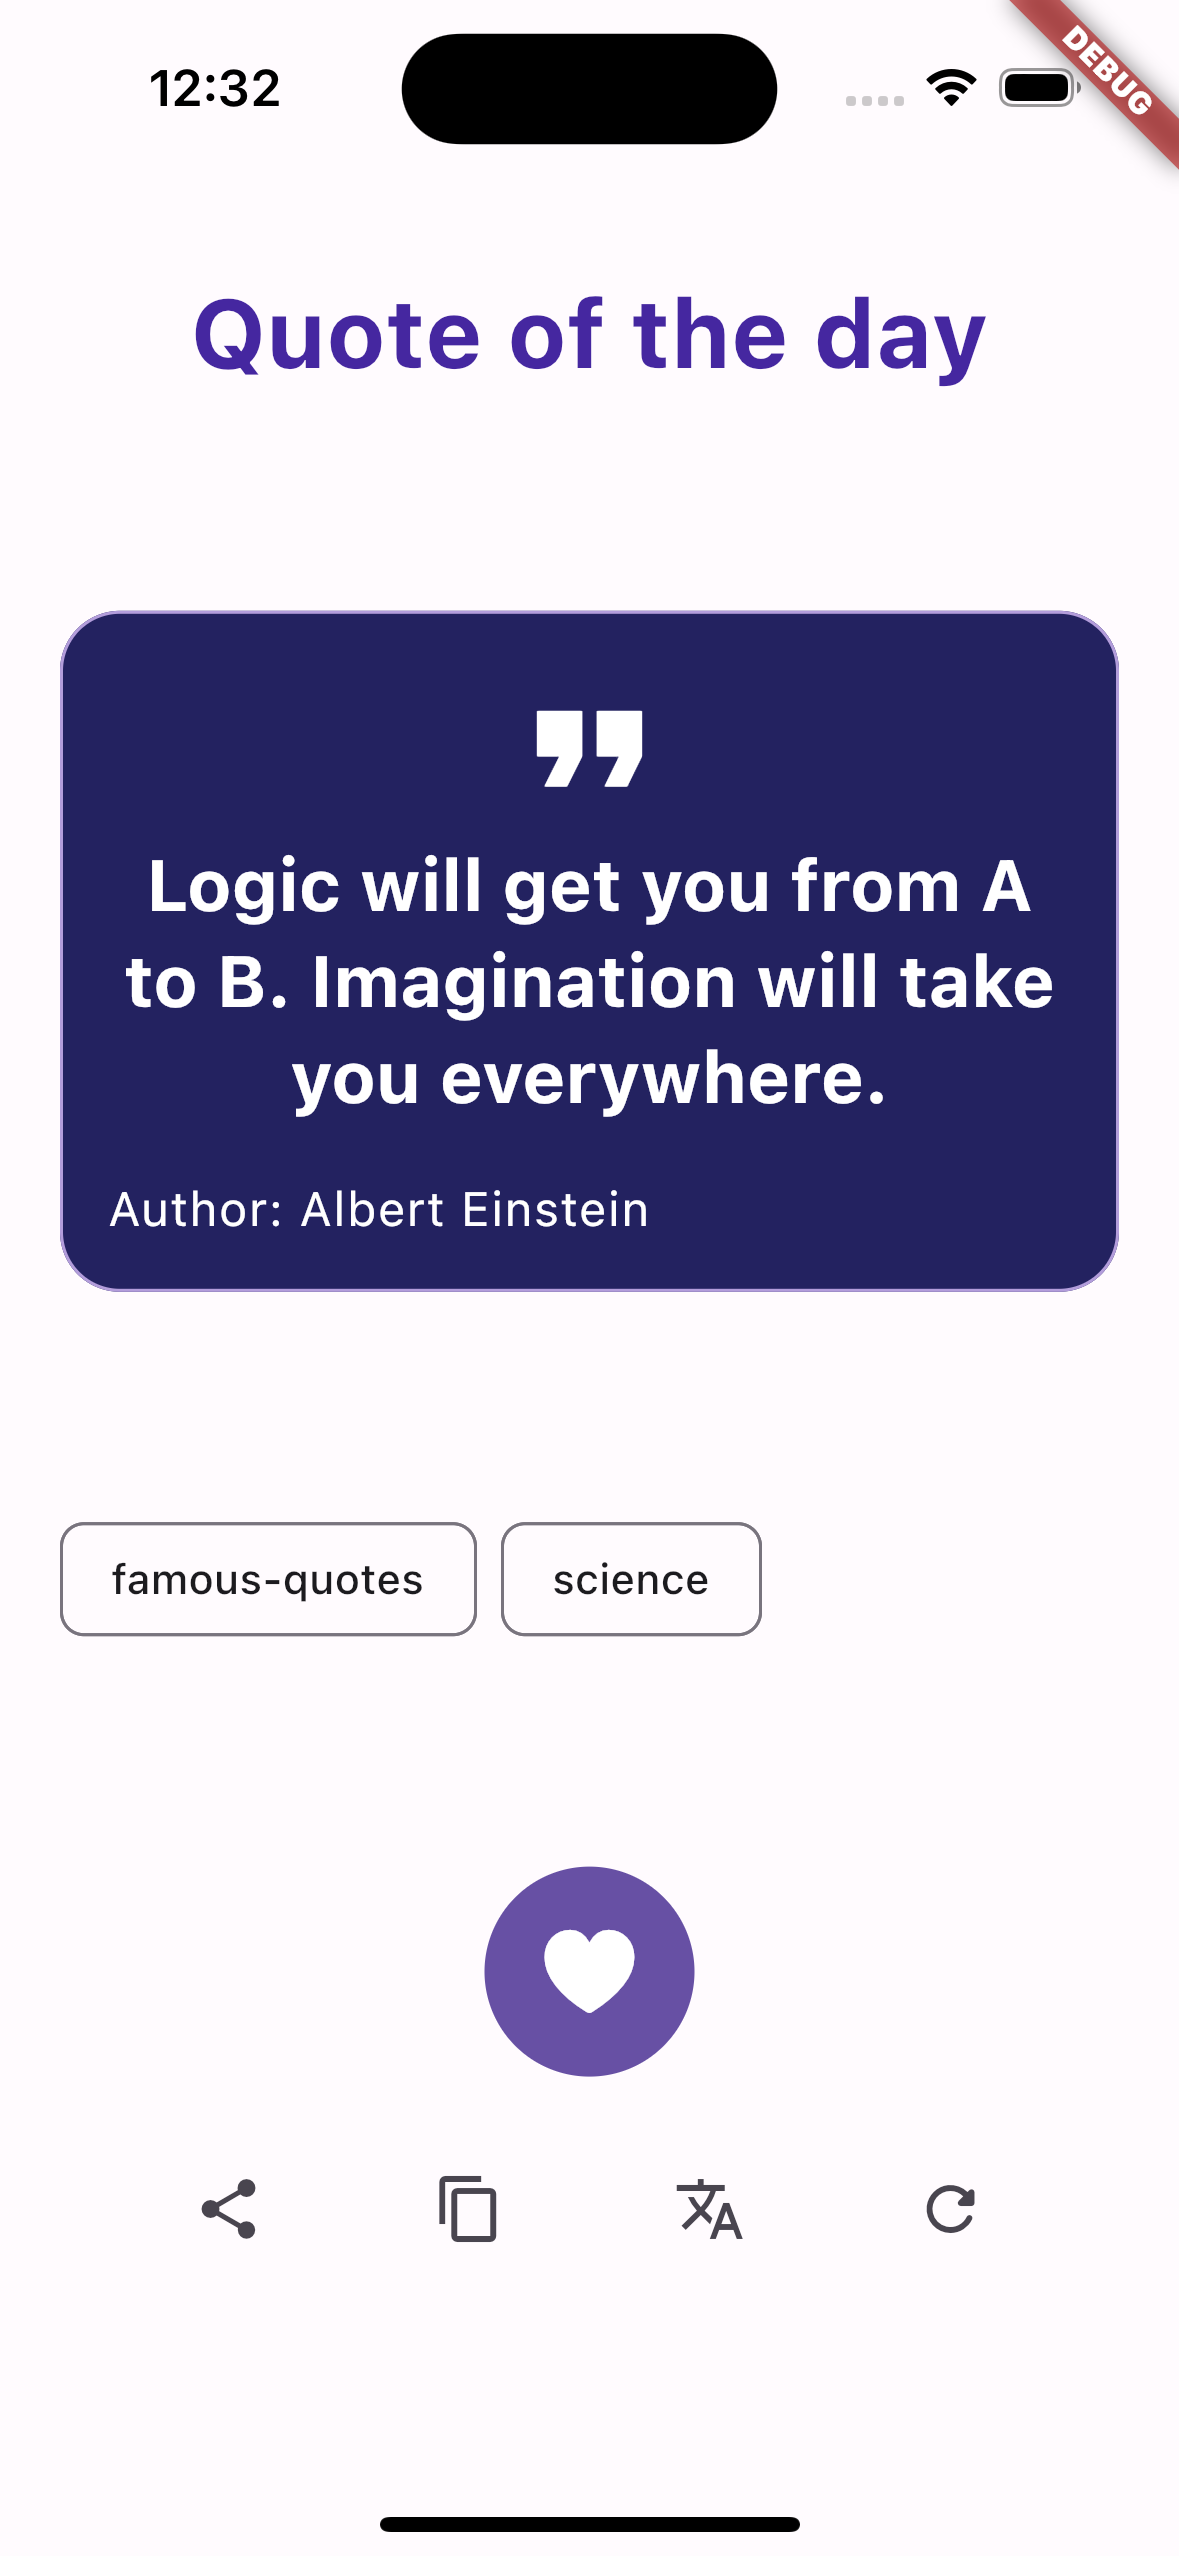 12:32
DEBUG
Quote of the day
Logic will get you from A
to B. Imagination will take
you everywhere.
Author: Albert Einstein
famous-quotes
science